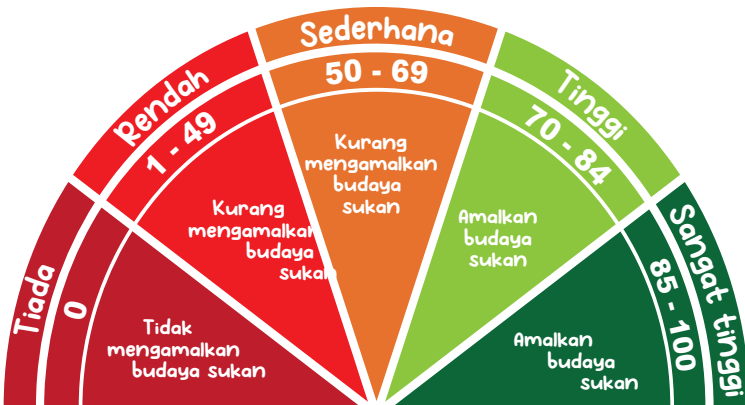 Tiada
0
Tidak
mengamalkan
budaya sukan
Rendah
1 - 49
Kurang
mengamalkan
budaya
sukan
Sederhana
50 - 69
Kurang
mengamalkan
budaya
sukan
Tinggi
70 - 84
Amalkan
budaya
sukan
Sangat tinggi
85 - 100
Amalkan
budaya
sukan